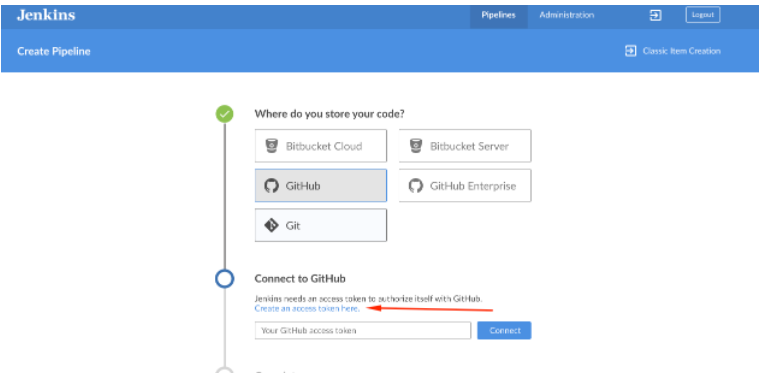 Jenkins
Pipelines
Administration
Logout
Create Pipeline
Classic Item Creation
Where do you store your code?
Bitbucket Cloud
Bitbucket Server
GitHub
GitHub Enterprise
Git
Connect to GitHub
Jenkins needs an access token to authorize itself with GitHub.
Create an access token here.
Your GitHub access token
Connect